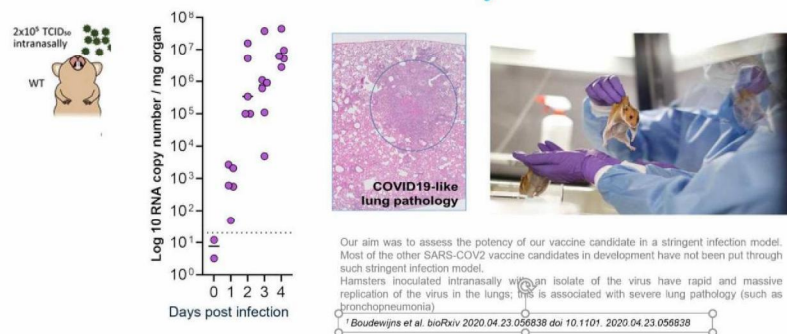 2x10⁵ TCID₅₀
intranasally
WT
Log 10 RNA copy number / mg organ
10⁸
10⁷
10⁶
10⁵
10⁴
10³
10²
10¹
10⁰
0 1 2 3 4
Days post infection
COVID19-like
lung pathology
Our aim was to assess the potency of our vaccine candidate in a stringent infection model.
Most of the other SARS-COV2 vaccine candidates in development have not been put through
such stringent infection model.
Hamsters inoculated intranasally with an isolate of the virus have rapid and massive
replication of the virus in the lungs; this is associated with severe lung pathology (such as
bronchopneumonia)
¹ Boudewijns et al. bioRxiv 2020.04.23.056838 doi 10.1101. 2020.04.23.056838